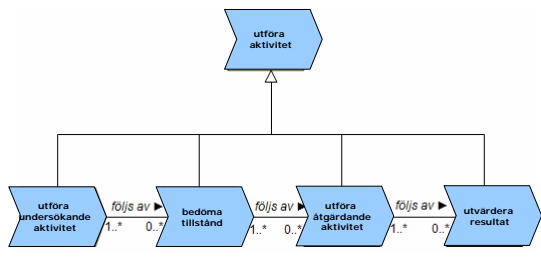 utföra
aktivitet
utföra
undersökande
aktivitet
följs av ►
1..* 0..*
bedöma
tillstånd
följs av ►
1..* 0..*
utföra
åtgärdande
aktivitet
följs av ►
1..* 0..*
utvärdera
resultat